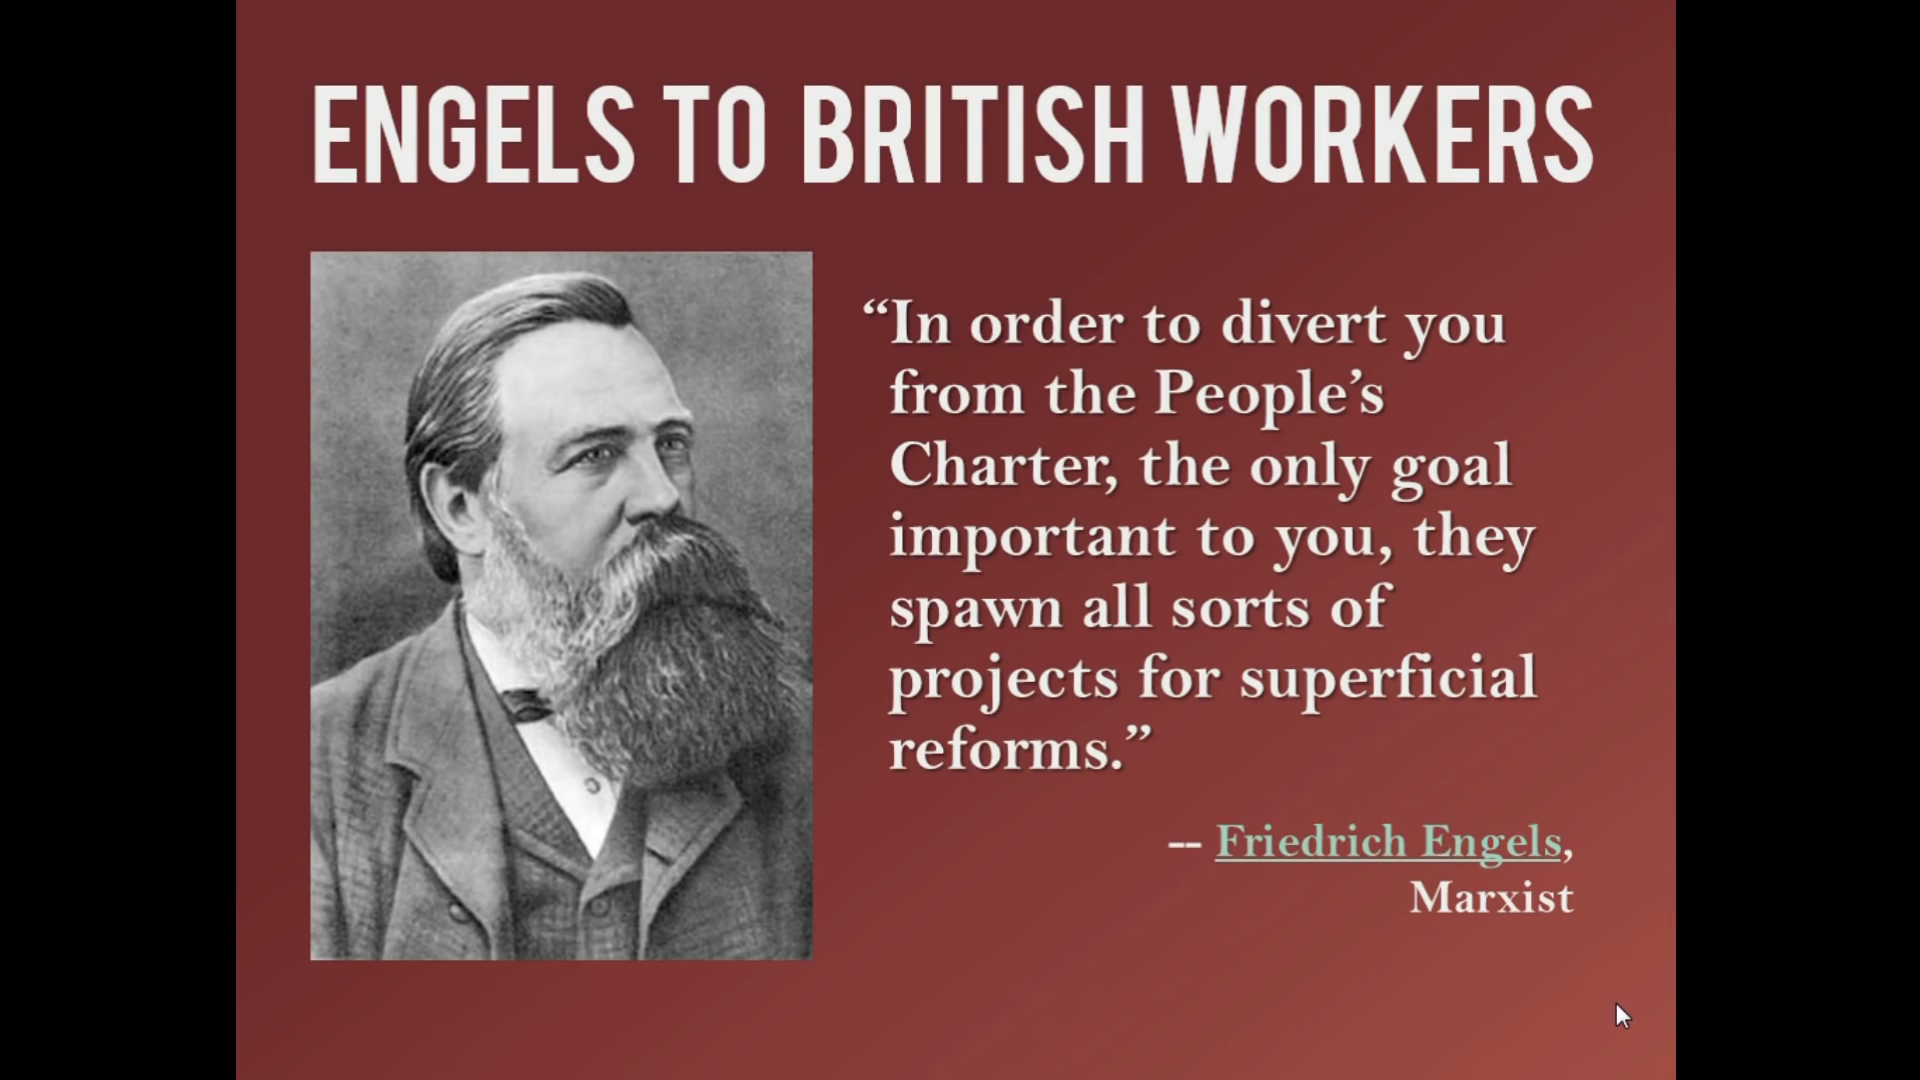 ENGELS TO BRITISH WORKERS
“In order to divert you
from the People’s
Charter, the only goal
important to you, they
spawn all sorts of
projects for superficial
reforms.”
-- Friedrich Engels,
Marxist